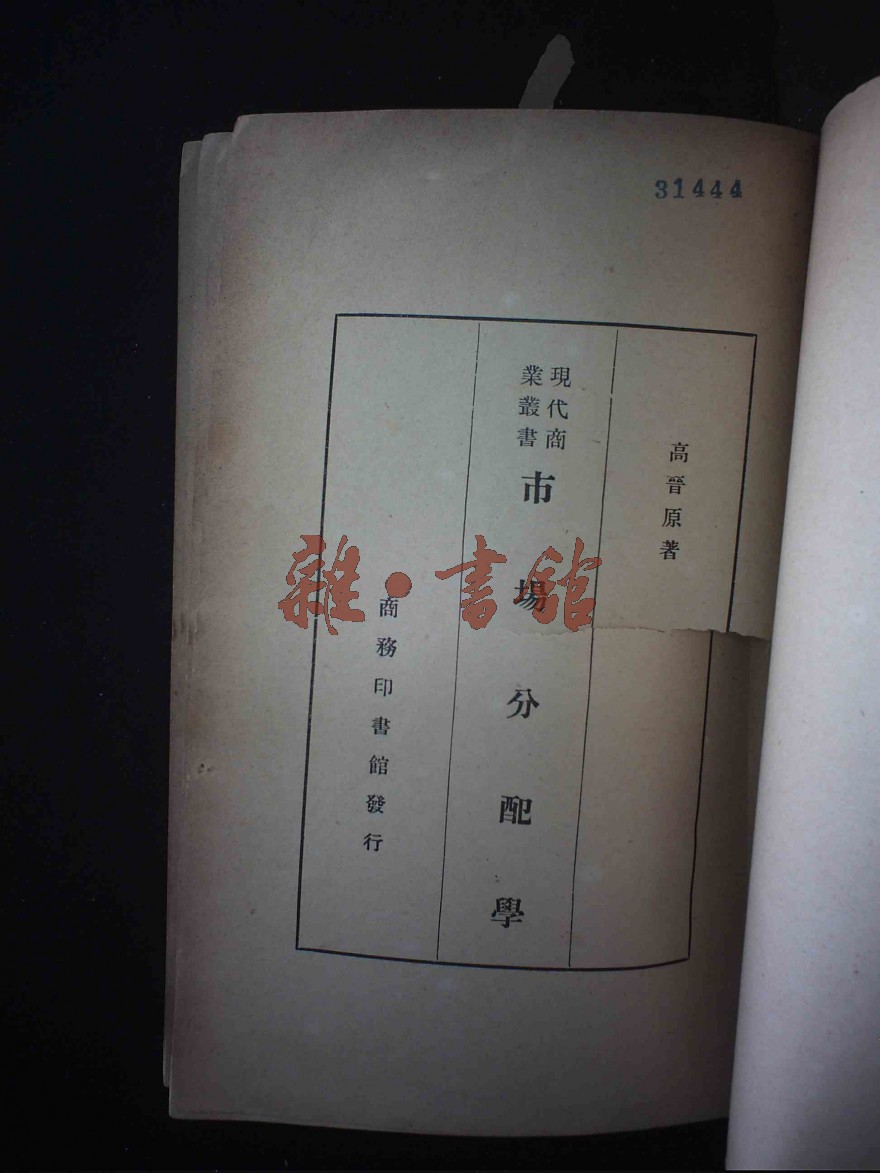 31444
高晉原著
現代商
業叢書
市場分配學
商務印書館發行
雜·書館